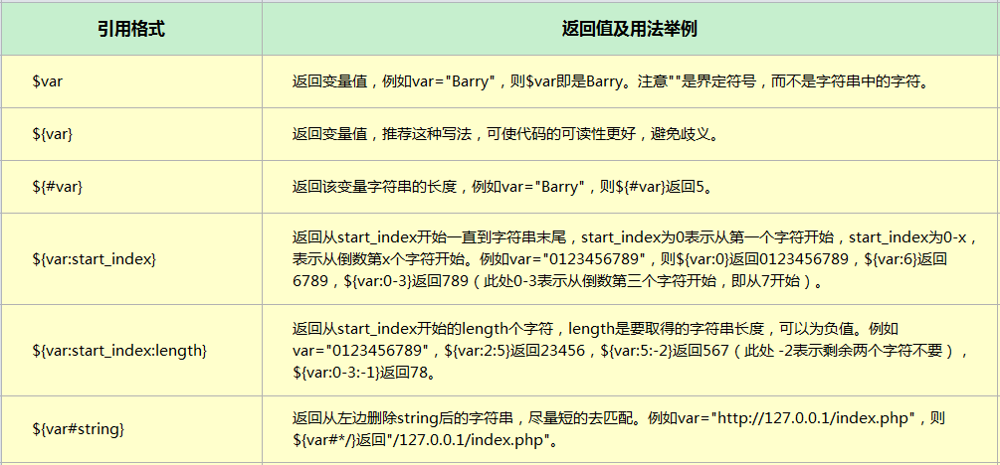 引用格式
返回值及用法举例
$var
返回变量值，例如var="Barry"，则$var即是Barry。注意""是界定符号，而不是字符串中的字符。
${var}
返回变量值，推荐这种写法，可使代码的可读性更好，避免歧义。
${#var}
返回该变量字符串的长度，例如var="Barry"，则${#var}返回5。
${var:start_index}
返回从start_index开始一直到字符串末尾，start_index为0表示从第一个字符开始，start_index为0-x，
表示从倒数第x个字符开始。例如var="0123456789"，则${var:0}返回0123456789，${var:6}返回
6789，${var:0-3}返回789（此处0-3表示从倒数第三个字符开始，即从7开始）。
${var:start_index:length}
返回从start_index开始的length个字符，length是要取得的字符串长度，可以为负值。例如
var="0123456789"，${var:2:5}返回23456，${var:5:-2}返回567（此处 -2表示剩余两个字符不要），
${var:0-3:-1}返回78。
${var#string}
返回从左边删除string后的字符串，尽量短的去匹配。例如var="http://127.0.0.1/index.php"，则
${var#*/}返回"/127.0.0.1/index.php"。